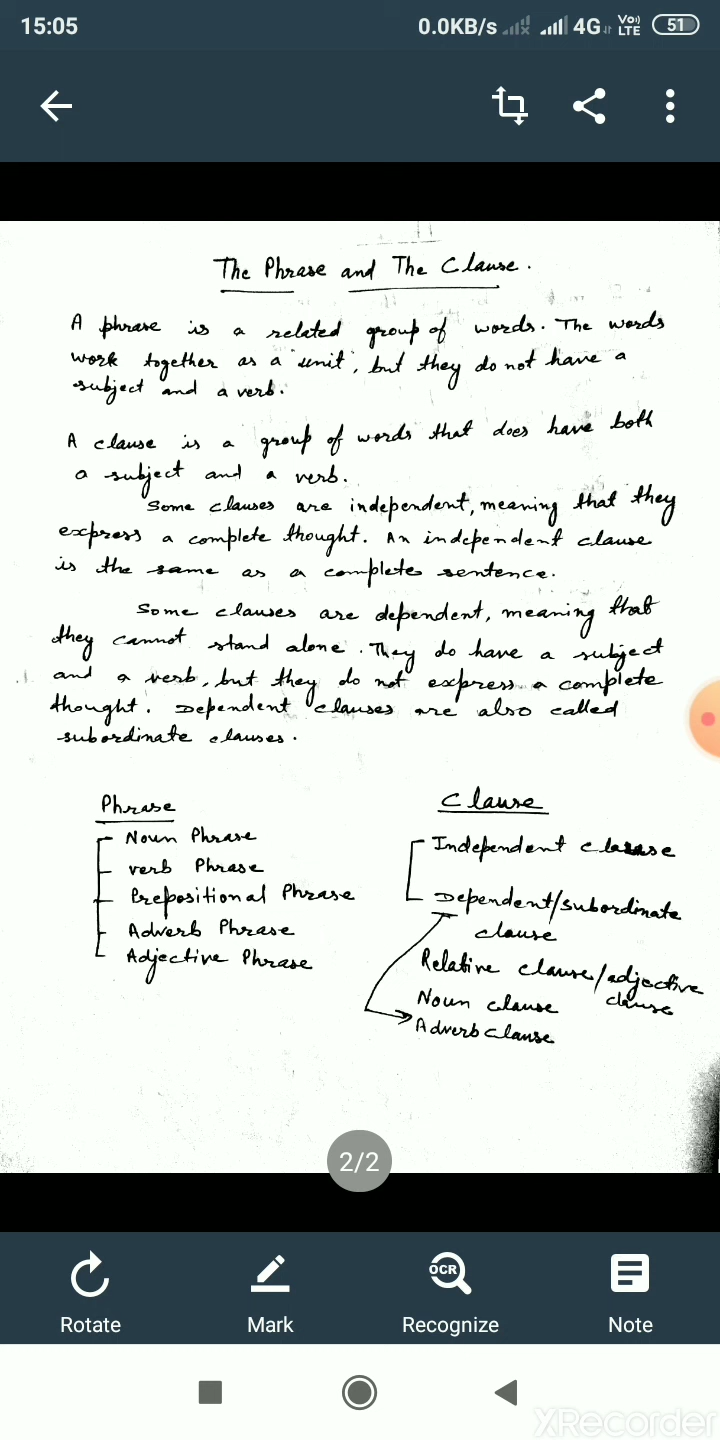 15:05 0.0KB/s 4G VoLTE 51
The Phrase and The Clause.
A phrase is a related group of words. The words
work together as a "unit", but they do not have a
subject and a verb.
A clause is a group of words that does have both
a subject and a verb.
Some clauses are independent, meaning that they
express a complete thought. An independent clause
is the same as a complete sentence.
Some clauses are dependent, meaning that
they cannot stand alone. They do have a subject
and a verb, but they do not express a complete
thought. Dependent clauses are also called
subordinate clauses.
Phrase
Noun Phrase
verb Phrase
Prepositional Phrase
Adverb Phrase
Adjective Phrase
Clause
Independent clause
Dependent/subordinate
clause
Relative clause/adjective
clause
Noun clause
Adverb clause
2/2
OCR
Rotate Mark Recognize Note
XRecorder